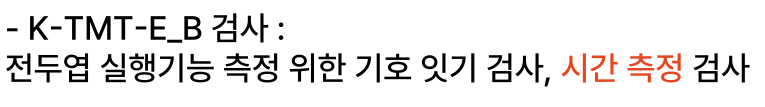 - K-TMT-E_B 검사 :
전두엽 실행기능 측정 위한 기호 잇기 검사, 시간 측정 검사